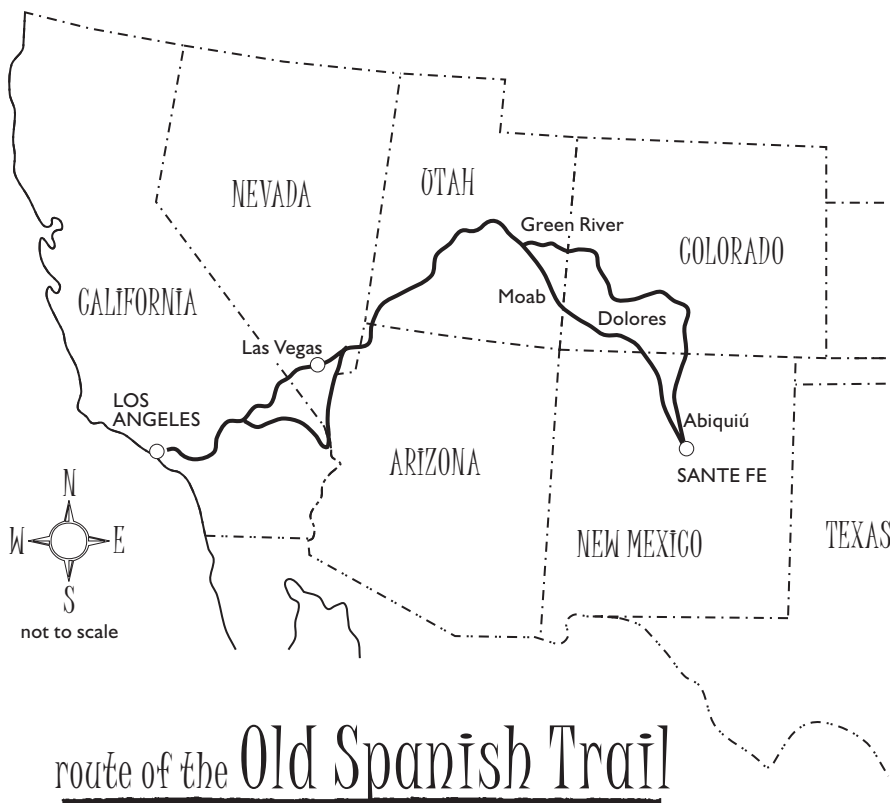 NEVADA
UTAH
Green River
COLORADO
CALIFORNIA
Moab
Dolores
Las Vegas
LOS
ANGELES
Abiquiú
ARIZONA
SANTE FE
N
W E
S
NEW MEXICO
TEXAS
not to scale
route of the Old Spanish Trail